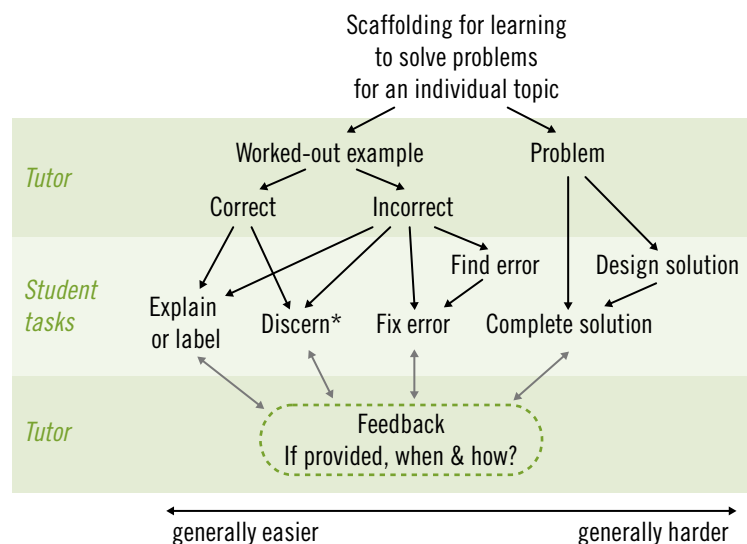 Scaffolding for learning
to solve problems
for an individual topic
Tutor
Worked-out example
Problem
Correct
Incorrect
Student
tasks
Find error
Design solution
Explain
or label
Discern*
Fix error
Complete solution
Tutor
Feedback
If provided, when & how?
generally easier
generally harder